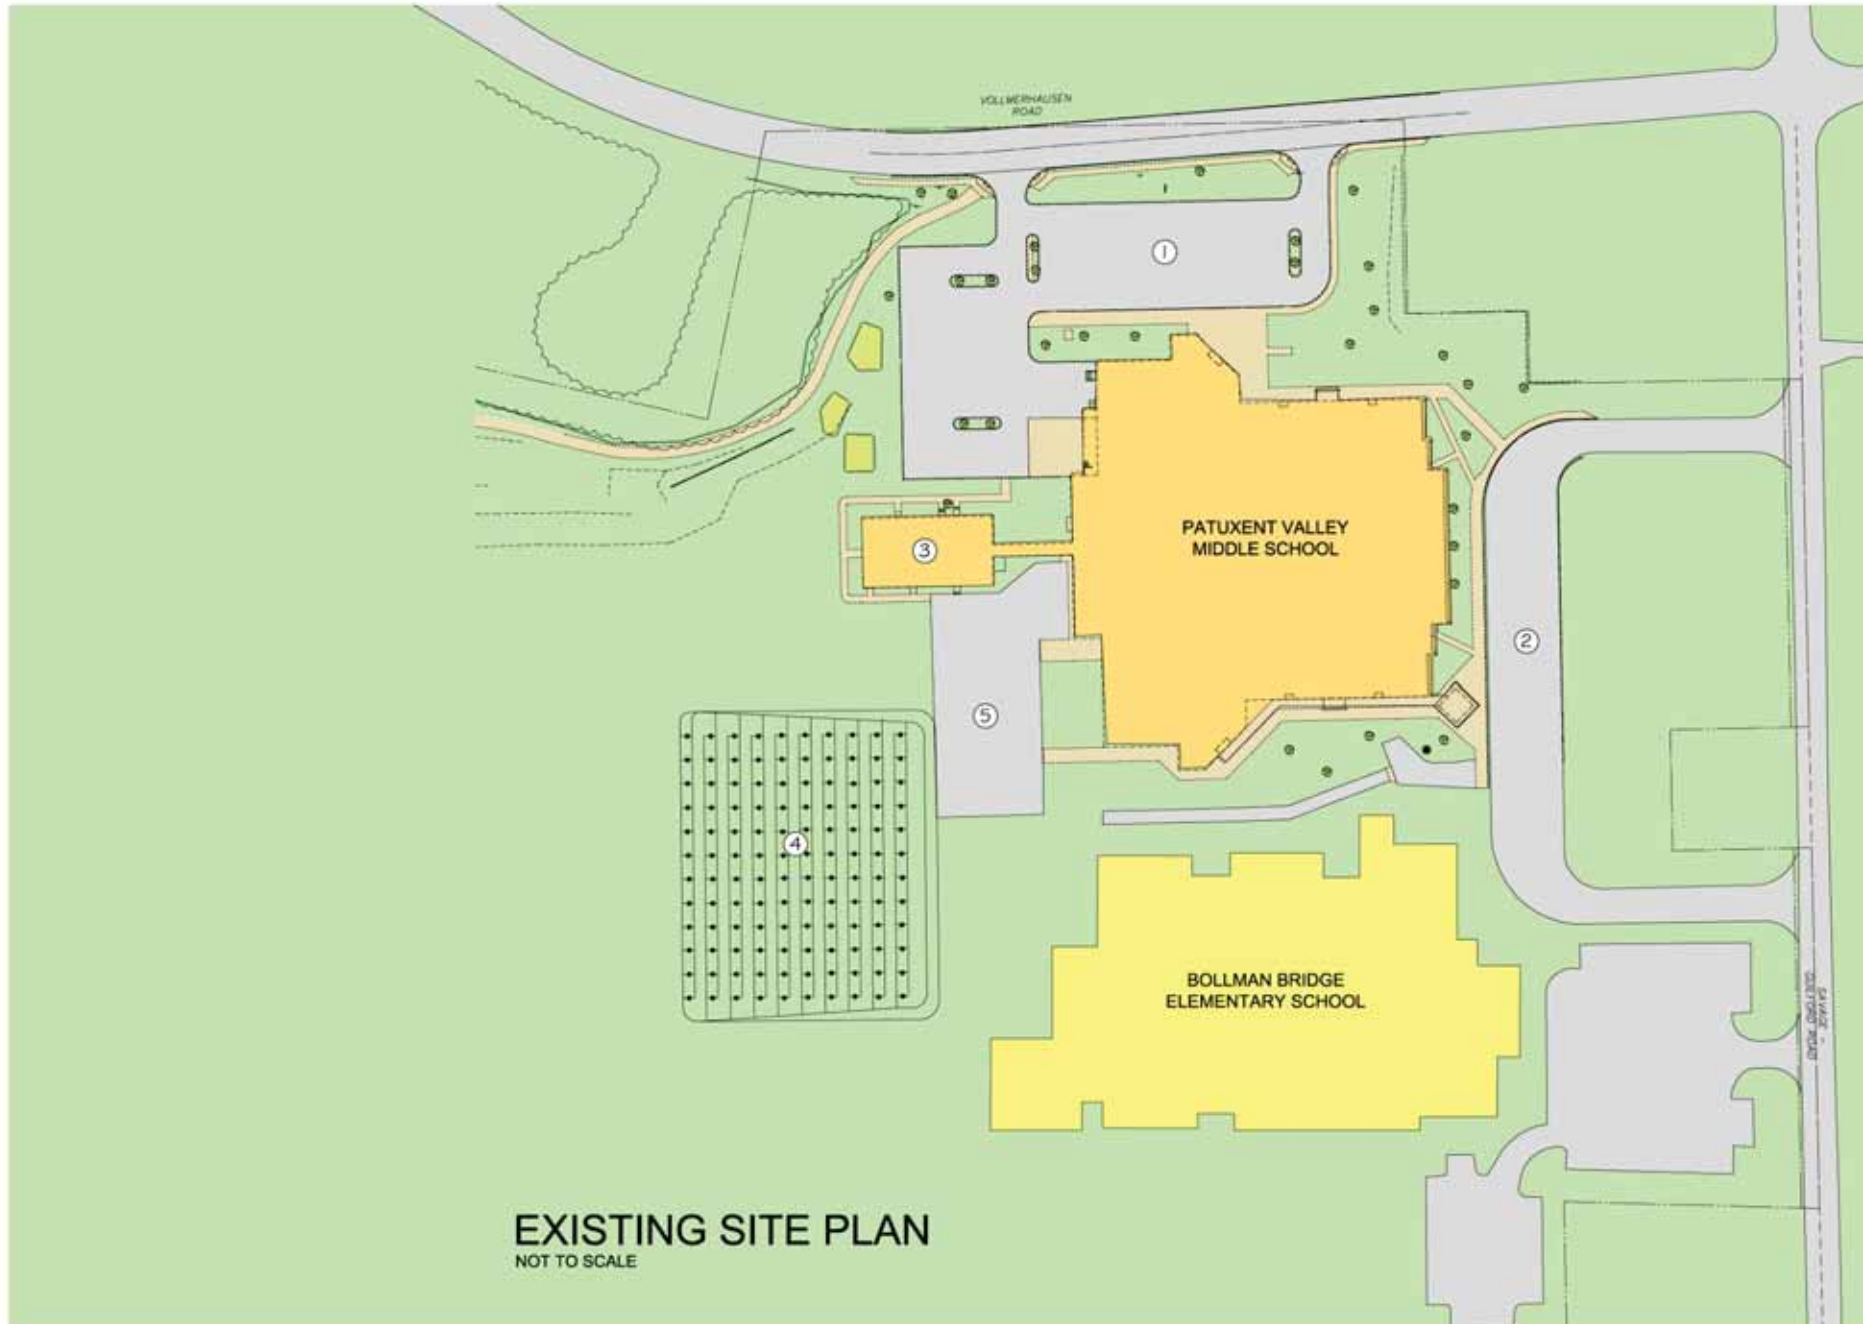 VOLLMERHAUSEN
ROAD
1
PATUXENT VALLEY
MIDDLE SCHOOL
3
2
5
4
BOLLMAN BRIDGE
ELEMENTARY SCHOOL
SAVAGE -
GUILFORD ROAD
EXISTING SITE PLAN
NOT TO SCALE